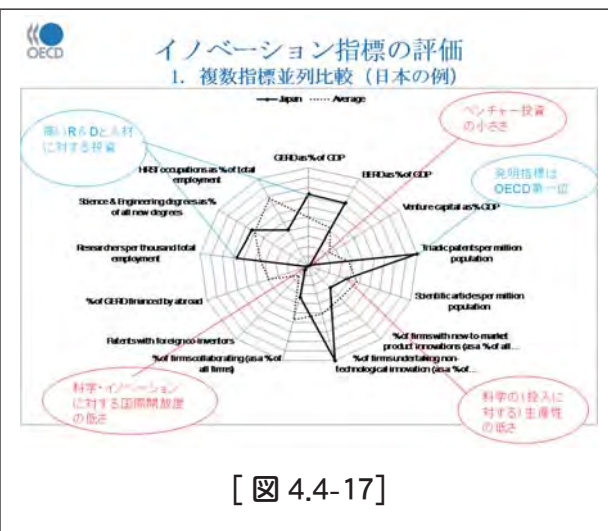 OECD
イノベーション指標の評価
1. 複数指標並列比較（日本の例）
Japan Average
ベンチャー投資
の小ささ
高いR&Dと人材
に対する投資
GERD as % of GDP
HRST occupations as % of total
employment
BERD as % of GDP
発明指標は
OECD第一位
Science & Engineering degrees as %
of all new degrees
Venture capital as % GDP
Researchers per thousand total
employment
Triadic patents per million
population
% of GERD financed by abroad
Scientific articles per million
population
Patents with foreign co-inventors
% of firms with new-to-market
product innovations (as a % of all...
% of firms collaborating (as a % of
all firms)
% of firms undertaking non-
technological innovation (as a % of...
科学・イノベーション
に対する国際開放度
の低さ
科学の(投入に
対する)生産性
の低さ
[図 4.4-17]